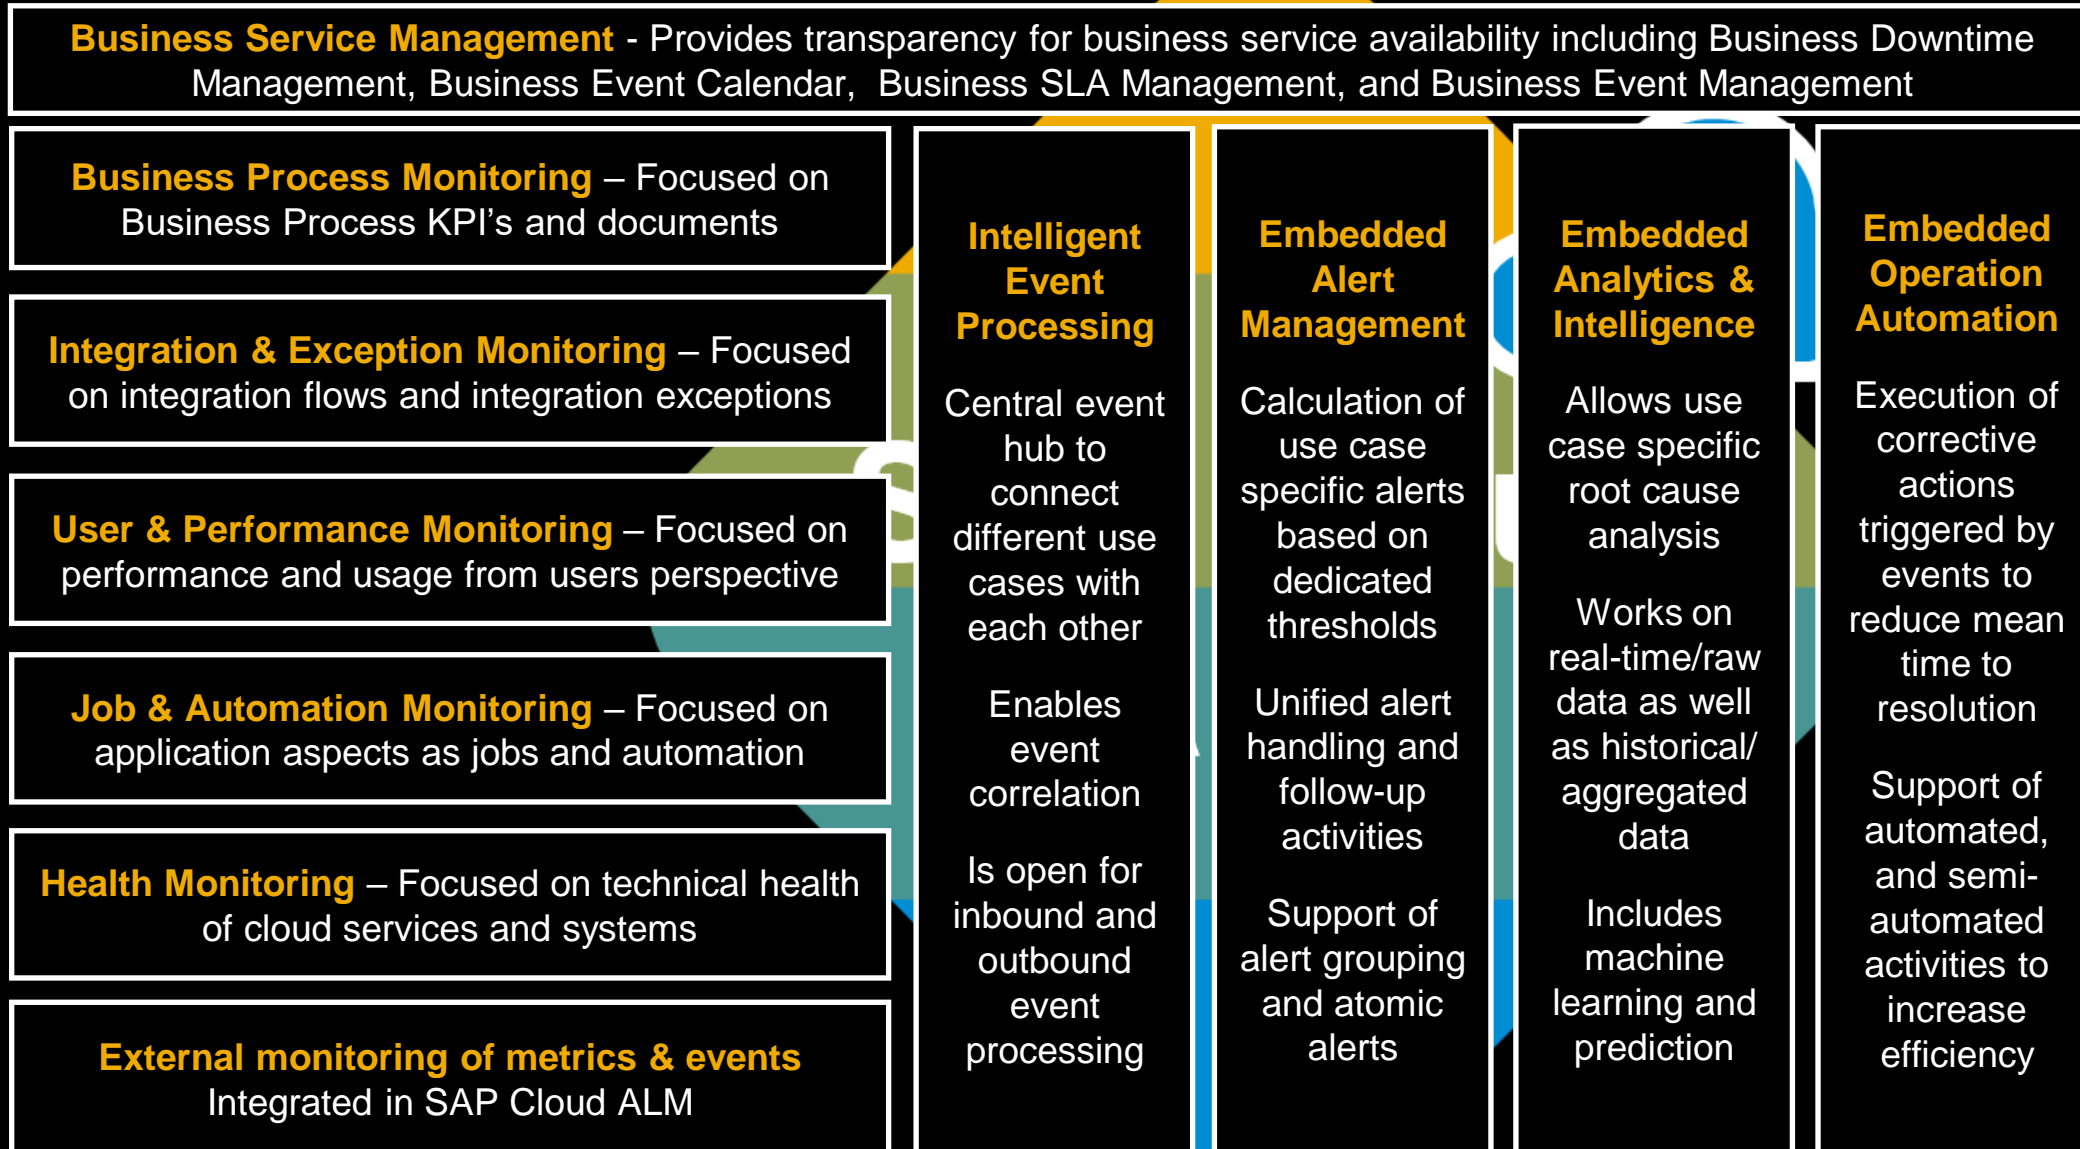 Business Service Management - Provides transparency for business service availability including Business Downtime
Management, Business Event Calendar,  Business SLA Management, and Business Event Management
Business Process Monitoring – Focused on
Business Process KPI's and documents
Integration & Exception Monitoring – Focused
on integration flows and integration exceptions
User & Performance Monitoring – Focused on
performance and usage from users perspective
Job & Automation Monitoring – Focused on
application aspects as jobs and automation
Health Monitoring – Focused on technical health
of cloud services and systems
External monitoring of metrics & events
Integrated in SAP Cloud ALM
Intelligent
Event
Processing
Central event
hub to
connect
different use
cases with
each other
Enables
event
correlation
Is open for
inbound and
outbound
event
processing
Embedded
Alert
Management
Calculation of
use case
specific alerts
based on
dedicated
thresholds
Unified alert
handling and
follow-up
activities
Support of
alert grouping
and atomic
alerts
Embedded
Analytics &
Intelligence
Allows use
case specific
root cause
analysis
Works on
real-time/raw
data as well
as historical/
aggregated
data
Includes
machine
learning and
prediction
Embedded
Operation
Automation
Execution of
corrective
actions
triggered by
events to
reduce mean
time to
resolution
Support of
automated,
and semi-
automated
activities to
increase
efficiency